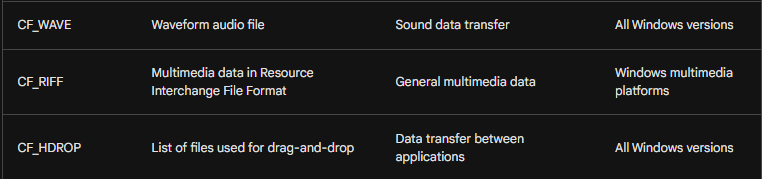 CF_WAVE Waveform audio file Sound data transfer All Windows versions
CF_RIFF Multimedia data in Resource Interchange File Format General multimedia data Windows multimedia platforms
CF_HDROP List of files used for drag-and-drop Data transfer between applications All Windows versions